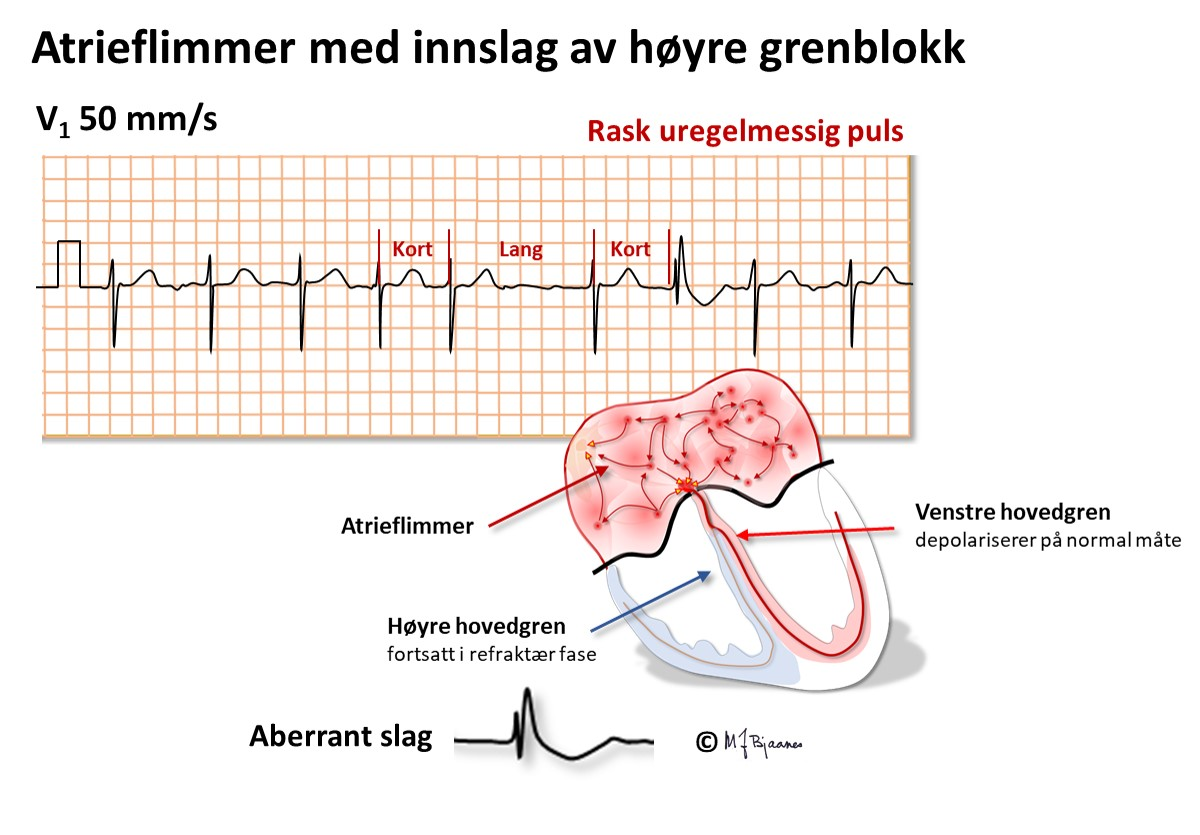 Atrieflimmer med innslag av høyre grenblokk
V₁ 50 mm/s
Rask uregelmessig puls
Kort
Lang
Kort
Atrieflimmer
Venstre hovedgren
depolariserer på normal måte
Høyre hovedgren
fortsatt i refraktær fase
Aberrant slag
© M J Bjaanes